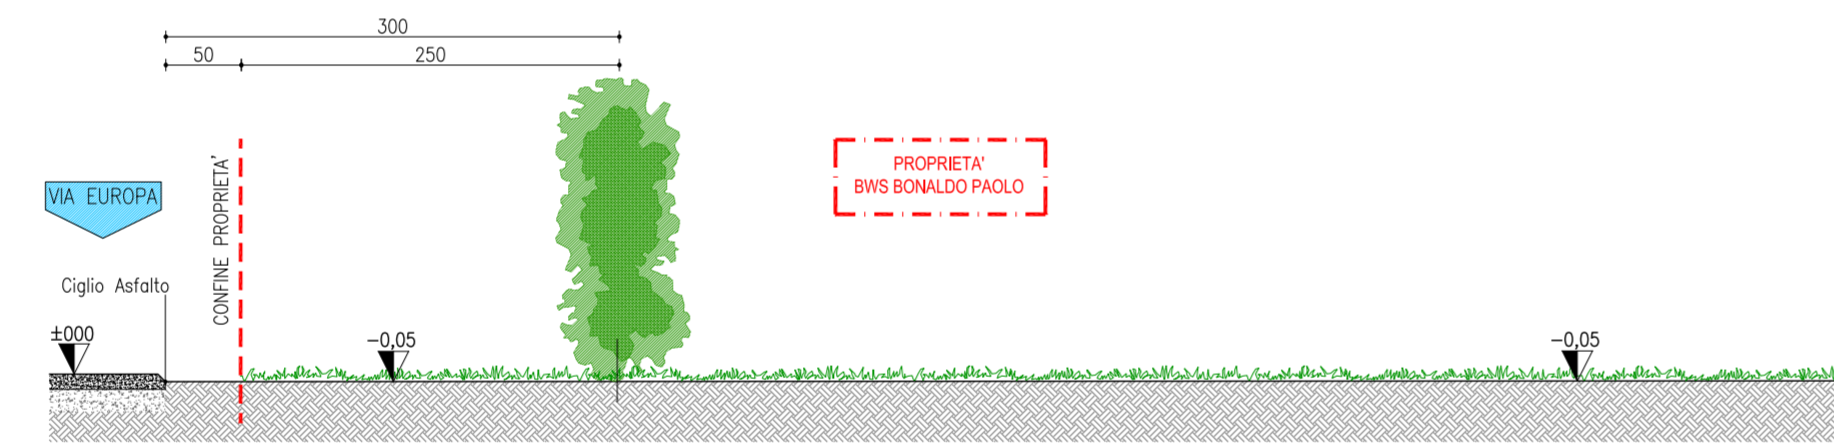 300
50
250
PROPRIETA'
BWS BONALDO PAOLO
VIA EUROPA
CONFINE PROPRIETA'
Ciglio Asfalto
±000
-0,05
-0,05